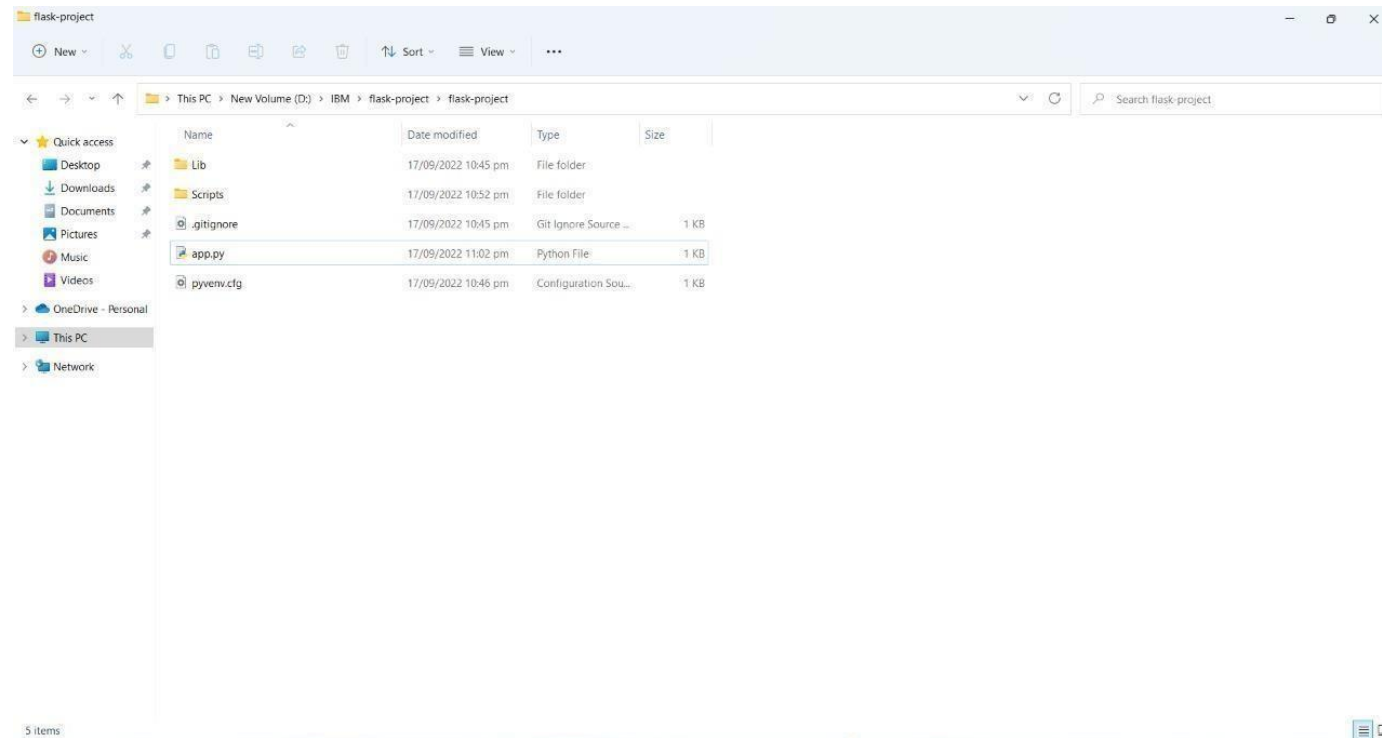 flask-project
New Sort View ...
This PC > New Volume (D:) > IBM > flask-project > flask-project
Search flask-project
Name Date modified Type Size
Quick access
Desktop
Downloads
Documents
Pictures
Music
Videos
OneDrive - Personal
This PC
Network
Lib 17/09/2022 10:45 pm File folder
Scripts 17/09/2022 10:52 pm File folder
.gitignore 17/09/2022 10:45 pm Git Ignore Source ... 1 KB
app.py 17/09/2022 11:02 pm Python File 1 KB
pyvenv.cfg 17/09/2022 10:46 pm Configuration Sou... 1 KB
5 items